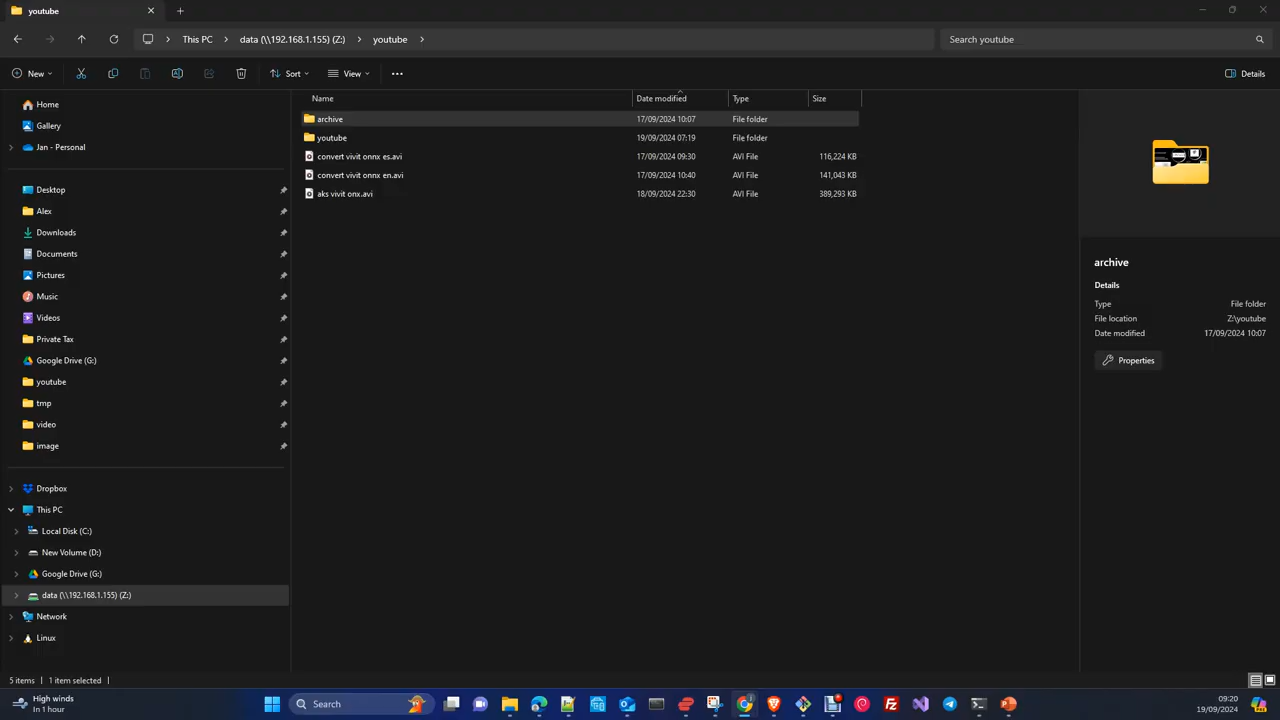 youtube
This PC
data (\\192.168.1.155) (Z:)
youtube
Search youtube
New
Sort
View
Details
Home
Gallery
Jan - Personal
Desktop
Alex
Downloads
Documents
Pictures
Music
Videos
Private Tax
Google Drive (G:)
youtube
tmp
video
image
Dropbox
This PC
Local Disk (C:)
New Volume (D:)
Google Drive (G:)
data (\\192.168.1.155) (Z:)
Network
Linux
Name Date modified Type Size
archive 17/09/2024 10:07 File folder
youtube 19/09/2024 07:19 File folder
convert vivit onnx es.avi 17/09/2024 09:30 AVI File 116,224 KB
convert vivit onnx en.avi 17/09/2024 10:40 AVI File 141,043 KB
aks vivit onx.avi 18/09/2024 22:30 AVI File 389,293 KB
archive
Details
Type File folder
File location Z:\youtube
Date modified 17/09/2024 10:07
Properties
5 items 1 item selected
High winds
In 1 hour
Search
09:20
19/09/2024